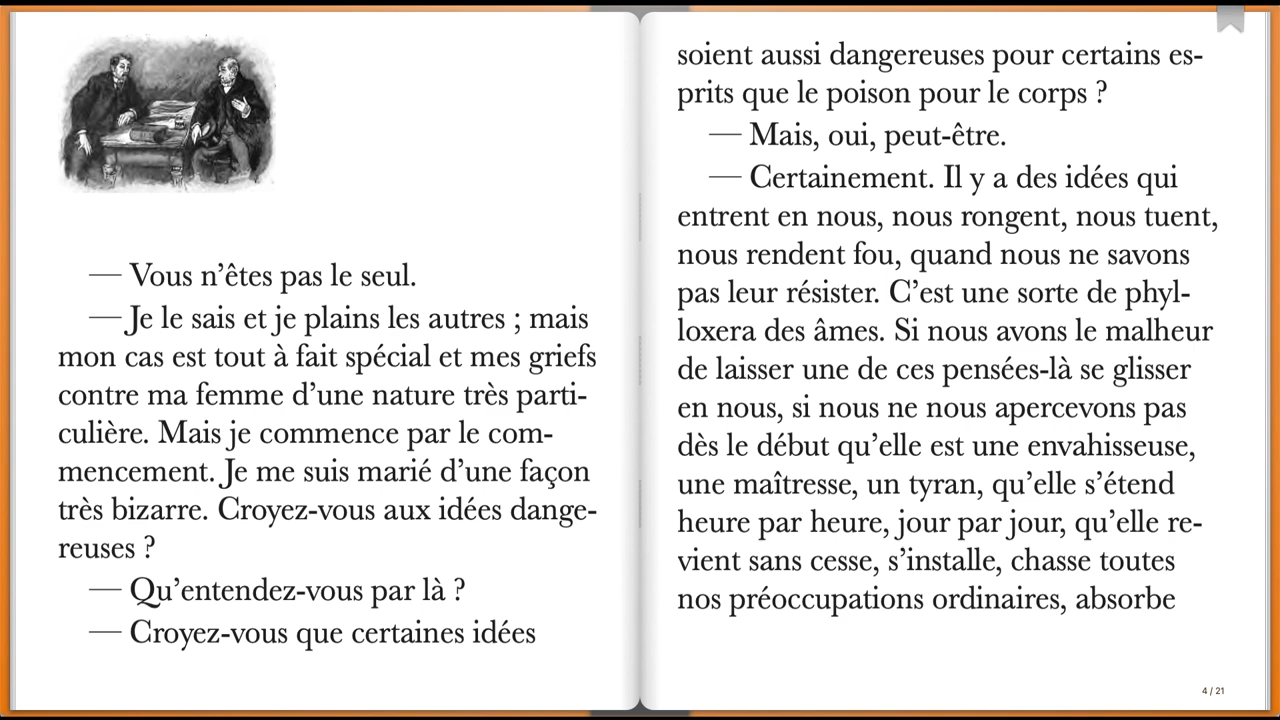 — Vous n’êtes pas le seul.
— Je le sais et je plains les autres ; mais
mon cas est tout à fait spécial et mes griefs
contre ma femme d’une nature très parti-
culière. Mais je commence par le com-
mencement. Je me suis marié d’une façon
très bizarre. Croyez-vous aux idées dange-
reuses ?
— Qu’entendez-vous par là ?
— Croyez-vous que certaines idées
soient aussi dangereuses pour certains es-
prits que le poison pour le corps ?
— Mais, oui, peut-être.
— Certainement. Il y a des idées qui
entrent en nous, nous rongent, nous tuent,
nous rendent fou, quand nous ne savons
pas leur résister. C’est une sorte de phyl-
loxera des âmes. Si nous avons le malheur
de laisser une de ces pensées-là se glisser
en nous, si nous ne nous apercevons pas
dès le début qu’elle est une envahisseuse,
une maîtresse, un tyran, qu’elle s’étend
heure par heure, jour par jour, qu’elle re-
vient sans cesse, s’installe, chasse toutes
nos préoccupations ordinaires, absorbe
4 / 21